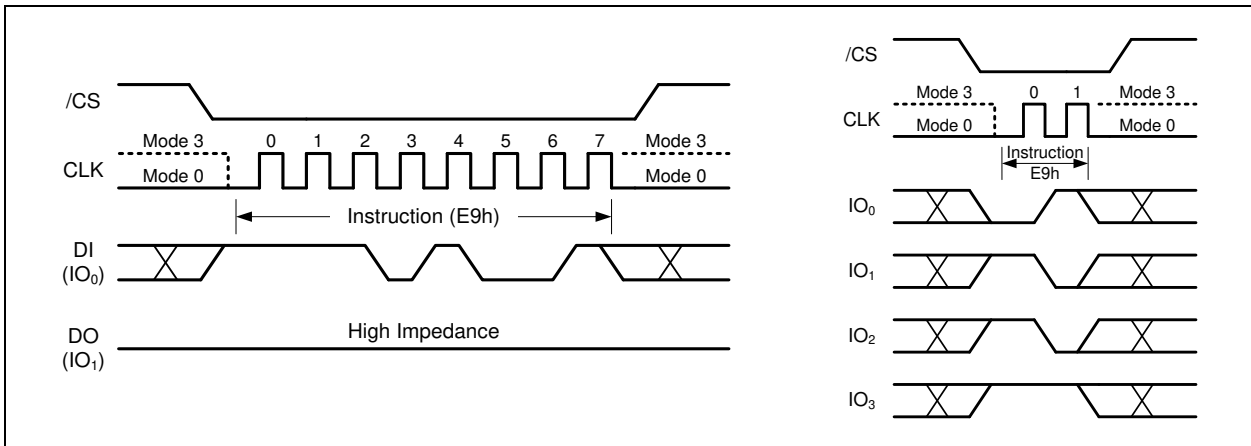 /CS
Mode 3 0 1 2 3 4 5 6 7 Mode 3
CLK Mode 0 Mode 0
Instruction (E9h)
DI
(IO₀)
High Impedance
DO
(IO₁)
/CS
Mode 3 0 1 Mode 3
CLK Mode 0 Mode 0
Instruction
E9h
IO₀
IO₁
IO₂
IO₃